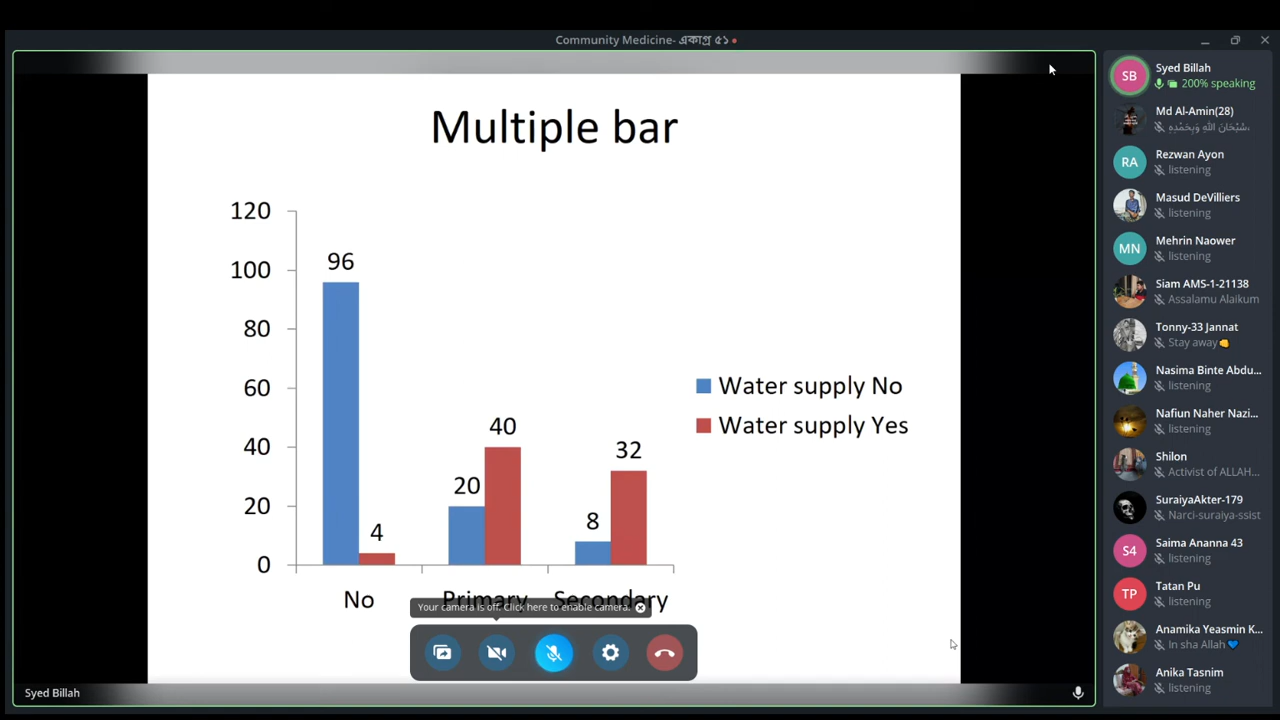 Community Medicine- একাগ্র ৫১
Multiple bar
120
100
80
60
40
20
0
96
4
20
40
8
32
No
Primary
Secondary
Water supply No
Water supply Yes
Your camera is off. Click here to enable camera.
Syed Billah
SB
Syed Billah
200% speaking
Md Al-Amin(28)
RA
Rezwan Ayon
listening
Masud DeVilliers
listening
MN
Mehrin Naower
listening
Siam AMS-1-21138
Assalamu Alaikum
Tonny-33 Jannat
Stay away
Nasima Binte Abdu...
listening
Nafiun Naher Nazi...
listening
Shilon
Activist of ALLAH...
SuraiyaAkter-179
Narci-suraiya-ssist
S4
Saima Ananna 43
listening
TP
Tatan Pu
listening
Anamika Yeasmin K...
In sha Allah💙
Anika Tasnim
listening